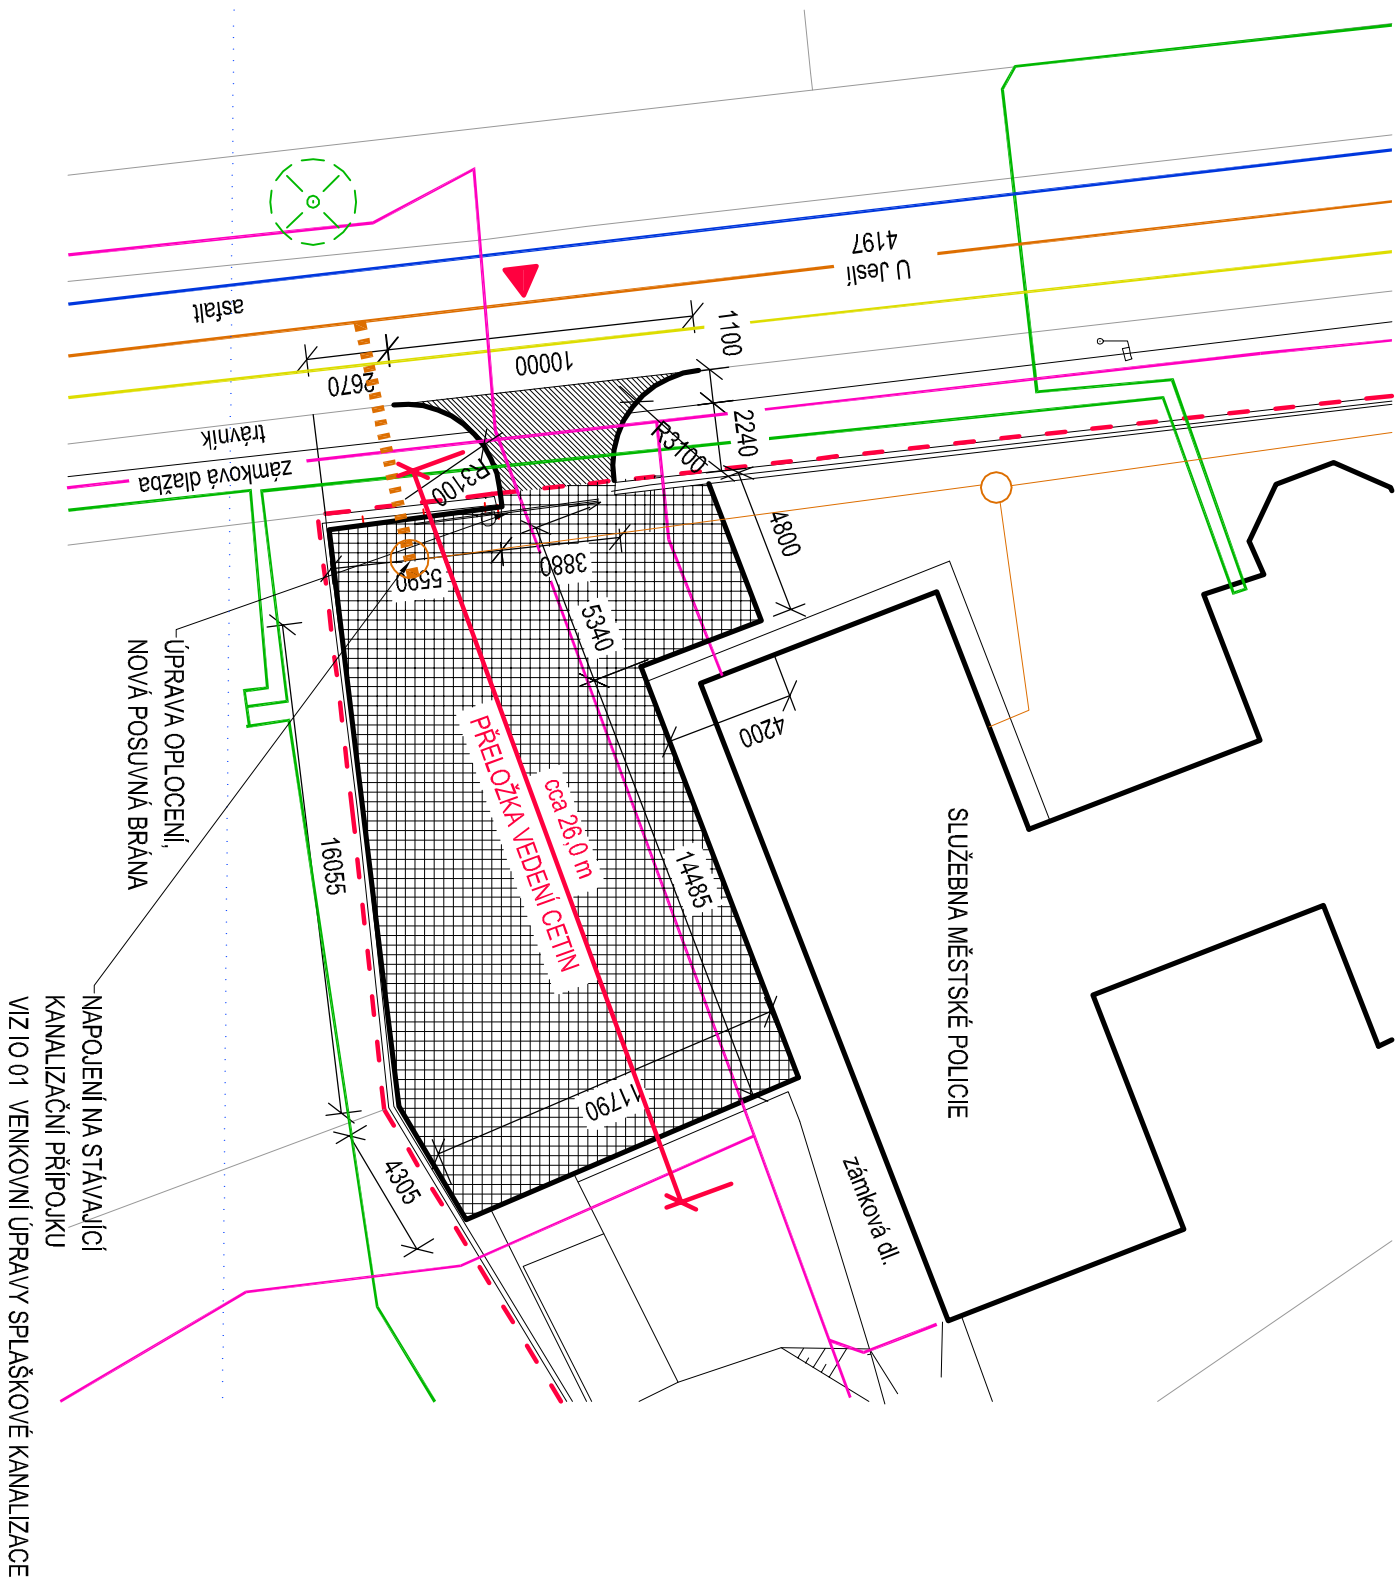 asfalt
U Jeslí
4197
1100
10000
2670
2240
R3100
trávník
zámková dlažba
R3100
4800
3880
5590
5340
ÚPRAVA OPLOCENÍ,
NOVÁ POSUVNÁ BRÁNA
4200
PŘELOŽKA VEDENÍ CETIN
cca 26,0 m
16055
14485
SLUŽEBNA MĚSTSKÉ POLICIE
11790
4305
zámková dl.
NAPOJENÍ NA STÁVAJÍCÍ
KANALIZAČNÍ PŘÍPOJKU
VIZ IO 01 VENKOVNÍ ÚPRAVY SPLAŠKOVÉ KANALIZACE